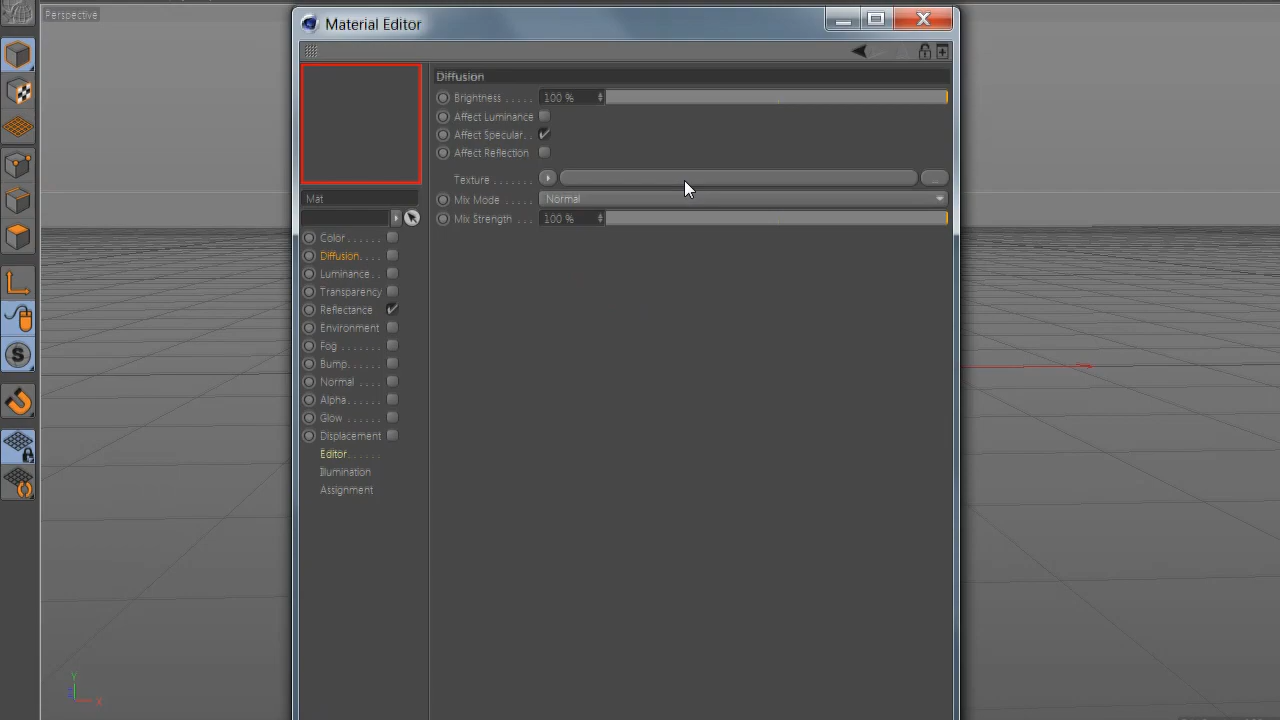 Perspective
Material Editor
Diffusion
Brightness . . . . . 100 %
Affect Luminance
Affect Specular. .
Affect Reflection
Texture . . . . . . . ...
Mix Mode . . . . Normal
Mix Strength . . . 100 %
Mat
Color . . . . . .
Diffusion. . . .
Luminance. . .
Transparency
Reflectance
Environment
Fog . . . . . . .
Bump. . . . . .
Normal . . . .
Alpha. . . . . .
Glow . . . . . .
Displacement
Editor. . . . . .
Illumination
Assignment
S
Y
Z
X